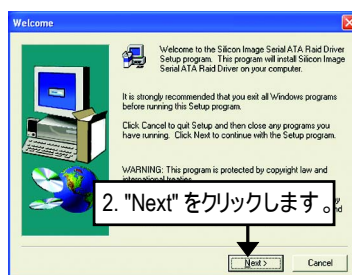 Welcome
Welcome to the Silicon Image Serial ATA Raid Driver
Setup program. This program will install Silicon Image
Serial ATA Raid Driver on your computer.
It is strongly recommended that you exit all Windows programs
before running this Setup program.
Click Cancel to quit Setup and then close any programs you
have running. Click Next to continue with the Setup program.
WARNING: This program is protected by copyright law and
international treaties.
2. "Next" をクリックします。
Next >
Cancel